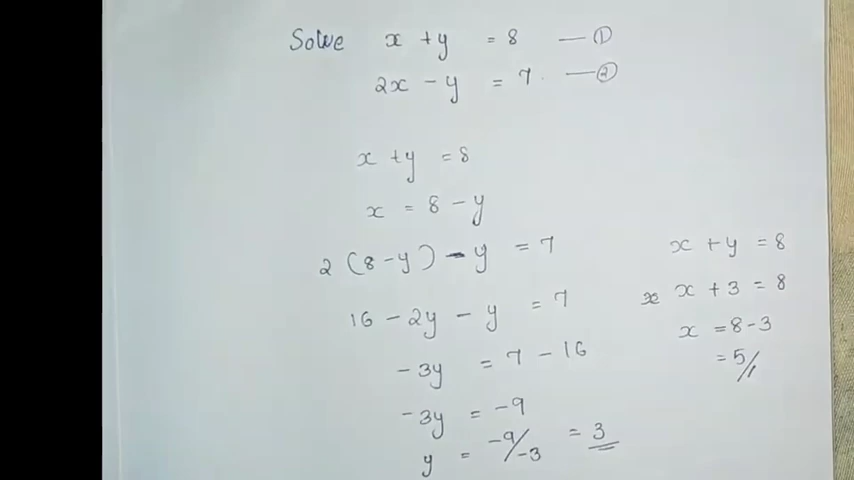 Solve x + y = 8 — ①
2x - y = 7 — ②
x + y = 8
x = 8 - y
2 (8 - y) - y = 7
16 - 2y - y = 7
-3y = 7 - 16
-3y = -9
y = -9/-3 = 3
x + y = 8
x + 3 = 8
x = 8 - 3
= 5//